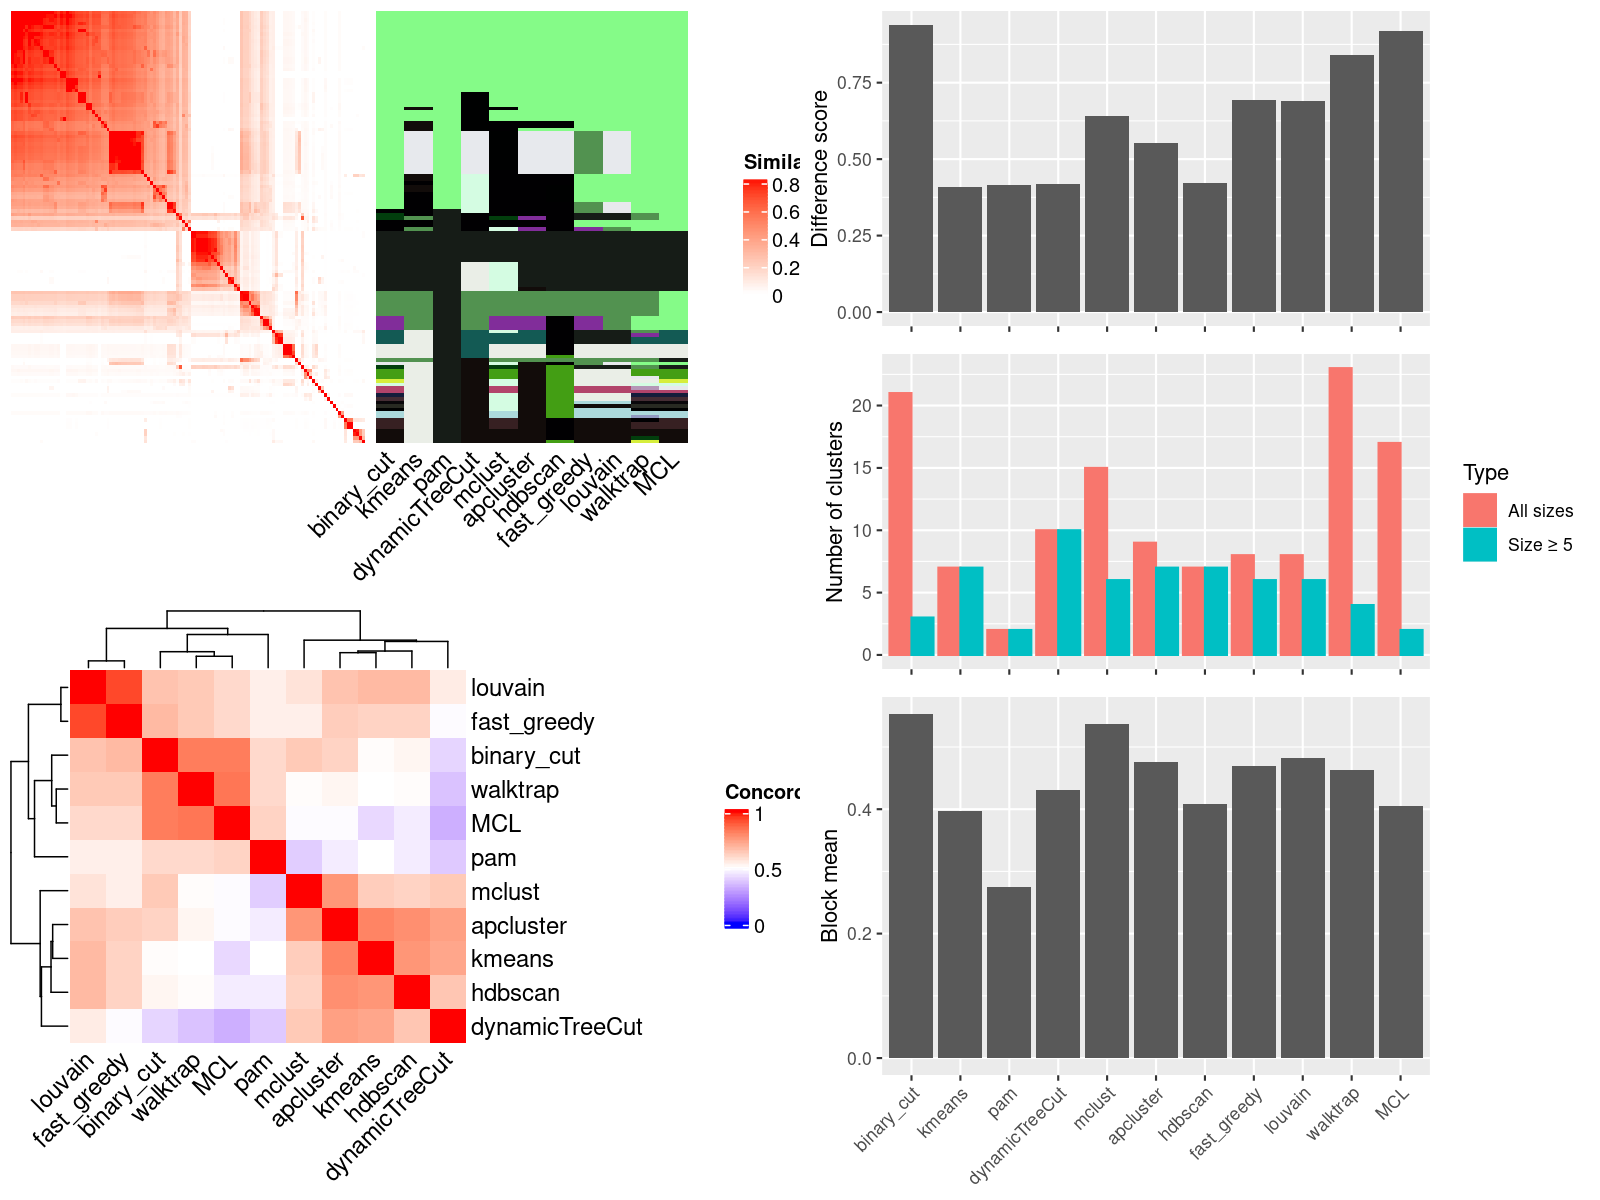 Simila
0.8
0.6
0.4
0.2
0
binary_cut
kmeans
pam
dynamicTreeCut
mclust
apcluster
hdbscan
fast_greedy
louvain
walktrap
MCL
Difference score
0.75
0.50
0.25
0.00
Number of clusters
20
15
10
5
0
Type
All sizes
Size ≥ 5
louvain
fast_greedy
binary_cut
walktrap
MCL
pam
mclust
apcluster
kmeans
hdbscan
dynamicTreeCut
louvain
fast_greedy
binary_cut
walktrap
MCL
pam
mclust
apcluster
kmeans
hdbscan
dynamicTreeCut
Concord
1
0.5
0
Block mean
0.4
0.2
0.0
binary_cut
kmeans
pam
dynamicTreeCut
mclust
apcluster
hdbscan
fast_greedy
louvain
walktrap
MCL